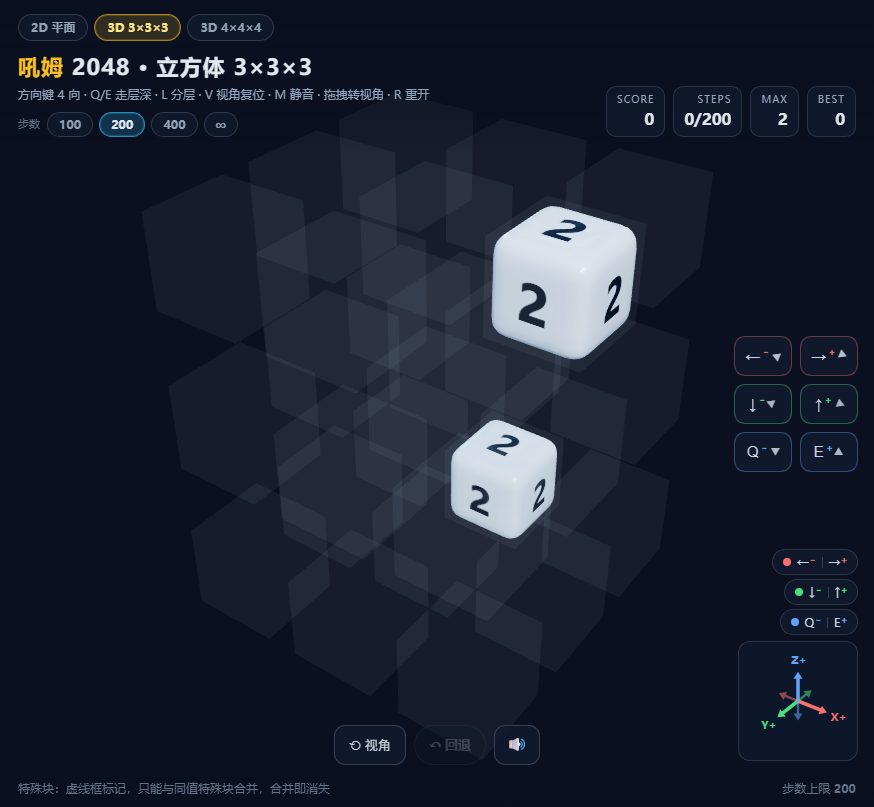 2D 平面 3D 3×3×3 3D 4×4×4
吼姆 2048 · 立方体 3×3×3
方向键 4 向 · Q/E 走层深 · L 分层 · V 视角复位 · M 静音 · 拖拽转视角 · R 重开
步数 100 200 400 ∞
SCORE STEPS MAX BEST
0 0/200 2 0
2
2
2
←⁻▼ →⁺▲
↓⁻▼ ↑⁺▲
Q⁻▼ E⁺▲
2
2
2
←⁻ | →⁺
↓⁻ | ↑⁺
Q⁻ | E⁺
Z+
X+
Y+
视角 回退
特殊块：虚线框标记，只能与同值特殊块合并，合并即消失
步数上限 200